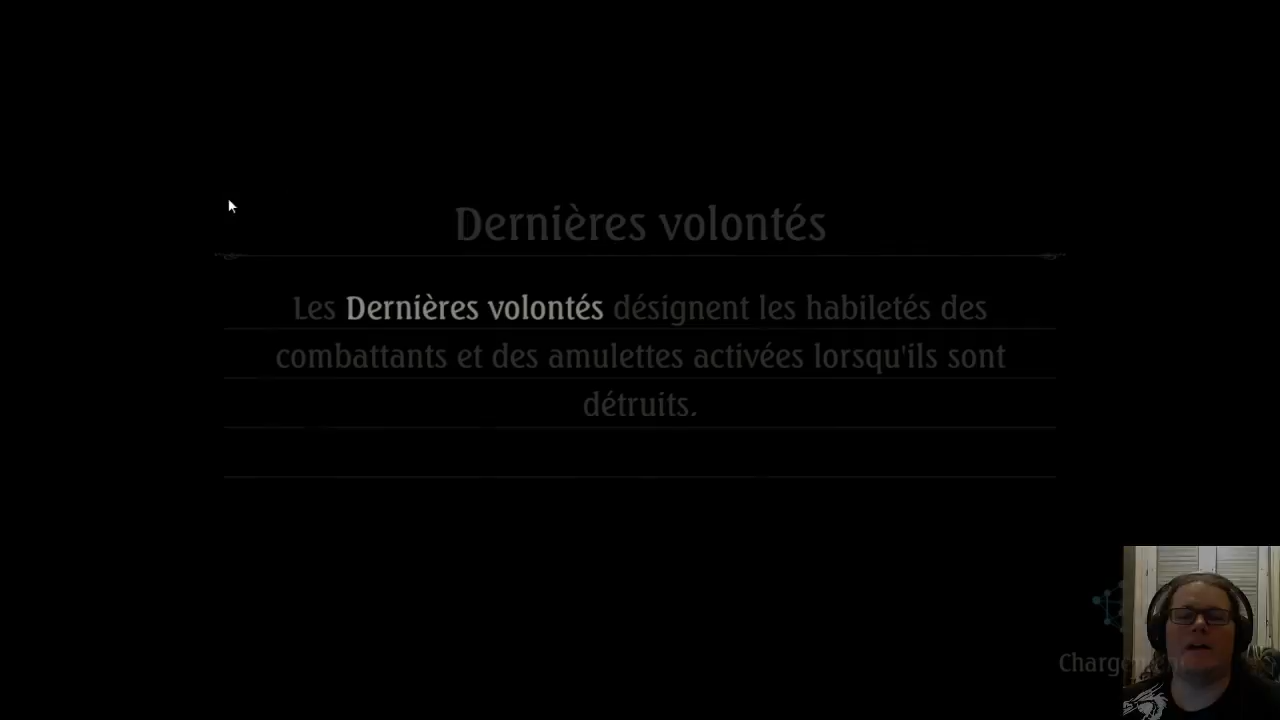 Dernières volontés
Les Dernières volontés désignent les habiletés des
combattants et des amulettes activées lorsqu'ils sont
détruits.